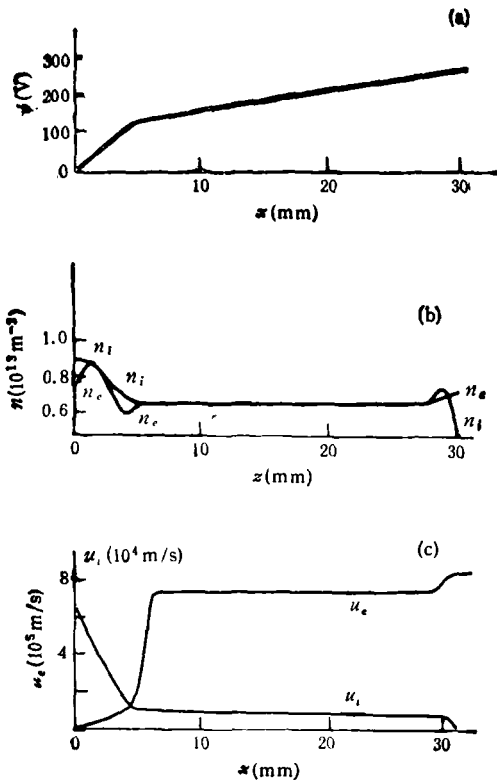 (a)
300
200
100
0
ψ(V)
10
20
30
x(mm)
(b)
1.0
0.8
0.6
n(10¹³ m⁻³)
n_i
n_i
n_e
n_e
n_e
n_i
0
10
20
30
z(mm)
(c)
u_i (10⁴ m/s)
8
4
u_e (10⁵ m/s)
u_e
u_i
0
10
20
30
x(mm)